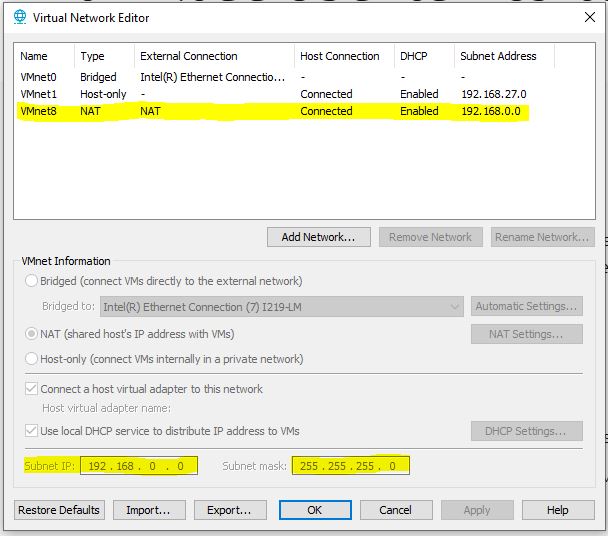 Virtual Network Editor
Name Type External Connection Host Connection DHCP Subnet Address
VMnet0 Bridged Intel(R) Ethernet Connectio... - - -
VMnet1 Host-only - Connected Enabled 192.168.27.0
VMnet8 NAT NAT Connected Enabled 192.168.0.0
Add Network... Remove Network Rename Network...
VMnet Information
Bridged (connect VMs directly to the external network)
Bridged to: Intel(R) Ethernet Connection (7) I219-LM Automatic Settings...
NAT (shared host's IP address with VMs) NAT Settings...
Host-only (connect VMs internally in a private network)
Connect a host virtual adapter to this network
Host virtual adapter name:
Use local DHCP service to distribute IP address to VMs DHCP Settings...
Subnet IP: 192 . 168 . 0 . 0 Subnet mask: 255 . 255 . 255 . 0
Restore Defaults Import... Export... OK Cancel Apply Help